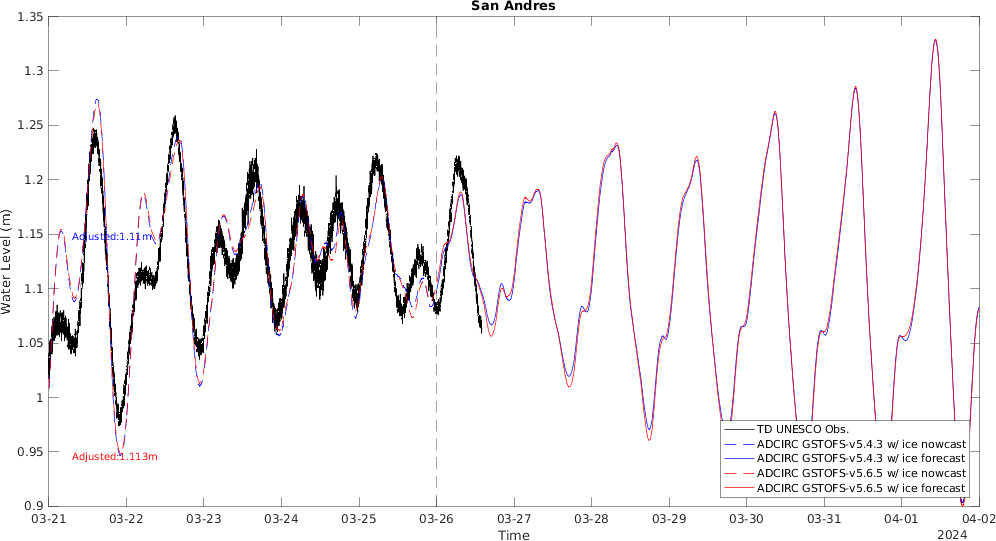 San Andres
1.35
1.3
1.25
1.2
1.15
1.1
1.05
1
0.95
0.9
Water Level (m)
Adjusted:1.11m
Adjusted:1.113m
TD UNESCO Obs.
ADCIRC GSTOFS-v5.4.3 w/ ice nowcast
ADCIRC GSTOFS-v5.4.3 w/ ice forecast
ADCIRC GSTOFS-v5.6.5 w/ ice nowcast
ADCIRC GSTOFS-v5.6.5 w/ ice forecast
03-21 03-22 03-23 03-24 03-25 03-26 03-27 03-28 03-29 03-30 03-31 04-01 04-02
Time
2024